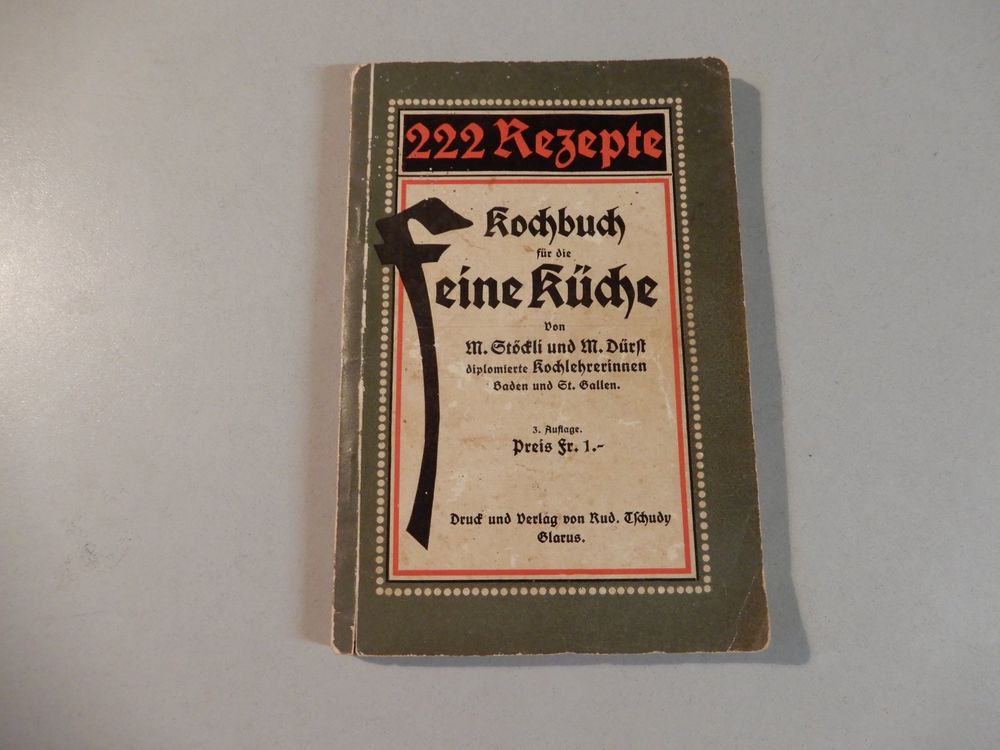 222 Rezepte
Kochbuch
für die
feine Küche
Von
M. Stöckli und M. Dürst
diplomierte Kochlehrerinnen
Baden und St. Gallen.
3. Auflage.
Preis Fr. 1.-
Druck und Verlag von Rud. Tschudy
Glarus.